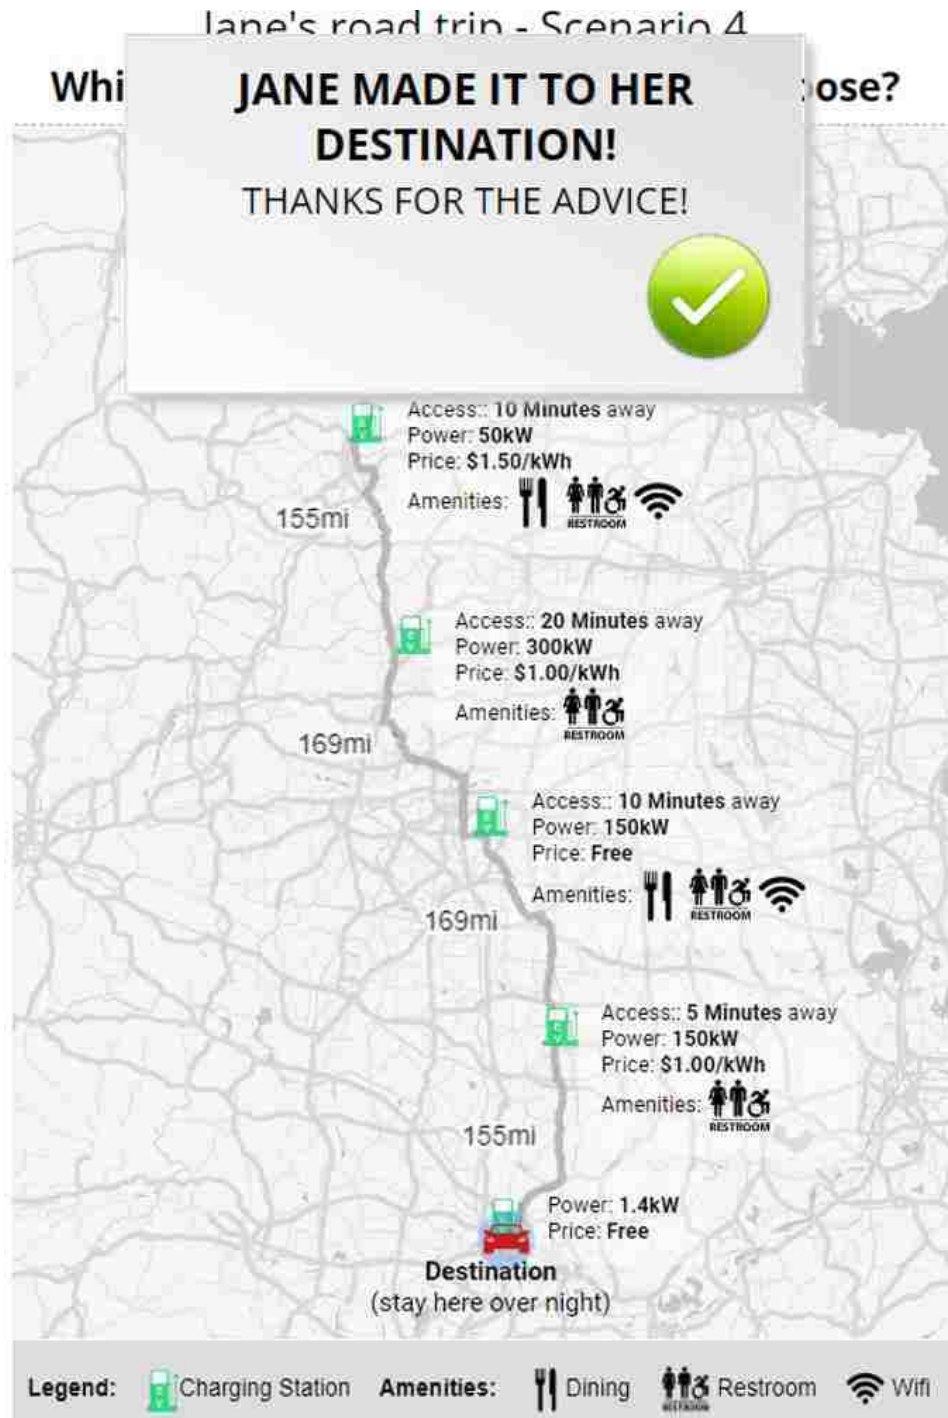 Jane's road trip - Scenario 4
Whi
oose?
JANE MADE IT TO HER
DESTINATION!
THANKS FOR THE ADVICE!
Access:: 10 Minutes away
Power: 50kW
Price: $1.50/kWh
Amenities:
RESTROOM
155mi
Access:: 20 Minutes away
Power: 300kW
Price: $1.00/kWh
Amenities:
RESTROOM
169mi
Access:: 10 Minutes away
Power: 150kW
Price: Free
Amenities:
RESTROOM
169mi
Access:: 5 Minutes away
Power: 150kW
Price: $1.00/kWh
Amenities:
RESTROOM
155mi
Power: 1.4kW
Price: Free
Destination
(stay here over night)
Legend: Charging Station Amenities: Dining RESTROOM Restroom Wifi